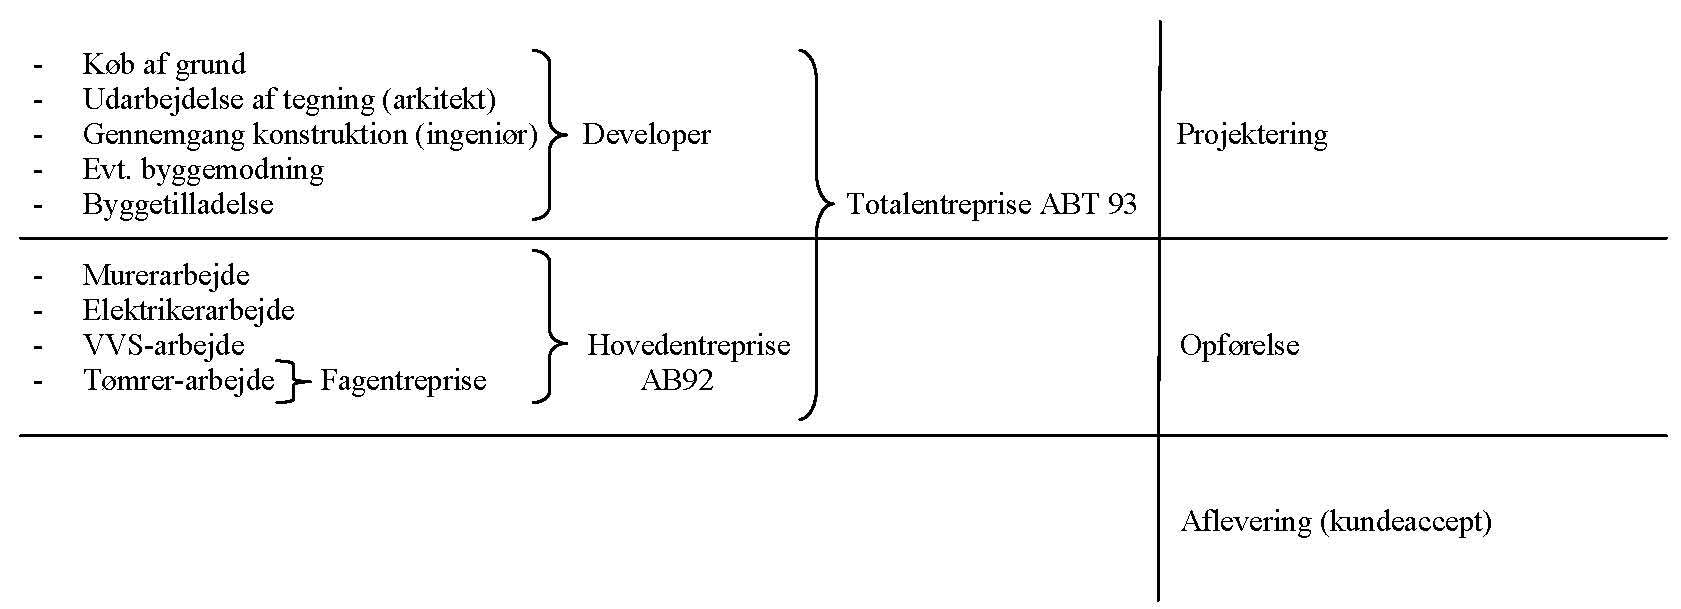 - Køb af grund
- Udarbejdelse af tegning (arkitekt)
- Gennemgang konstruktion (ingeniør) Developer Projektering
- Evt. byggemodning
- Byggetilladelse Totalentreprise ABT 93
- Murerarbejde
- Elektrikerarbejde
- VVS-arbejde Hovedentreprise Opførelse
- Tømrer-arbejde Fagentreprise AB92
Aflevering (kundeaccept)